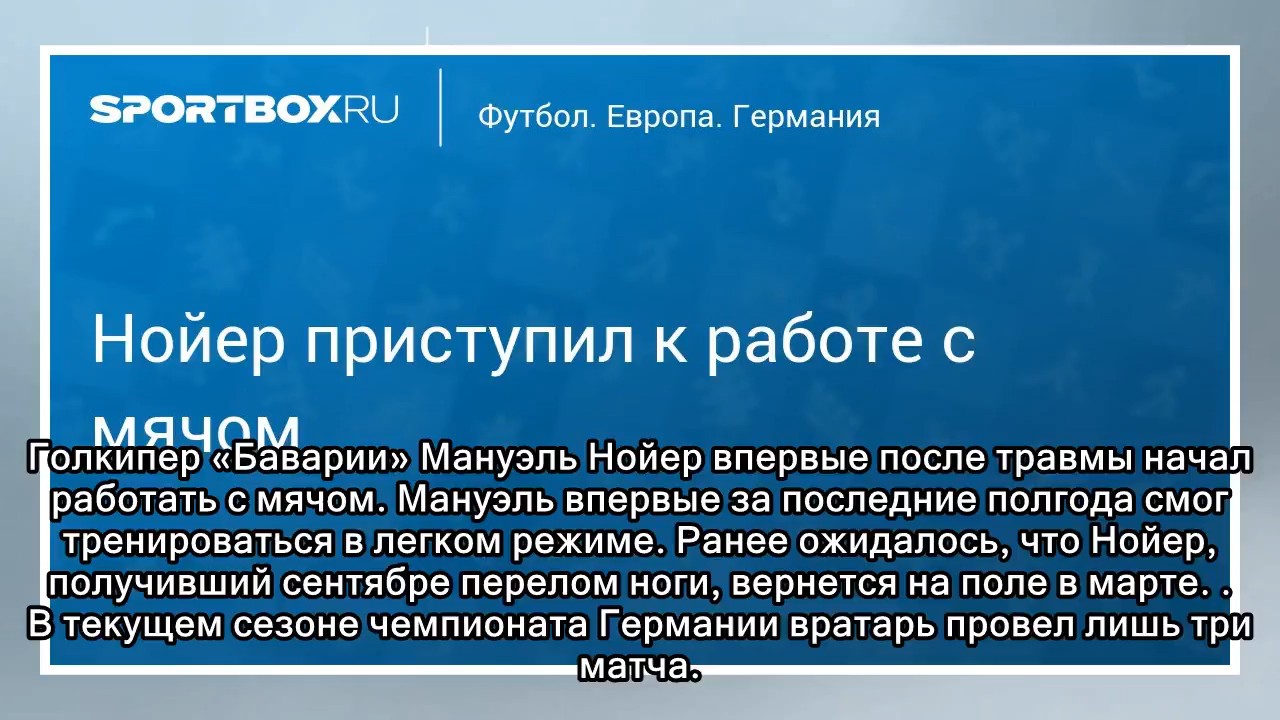 SPORTBOXRU
Футбол. Европа. Германия
Нойер приступил к работе с
мячом
Голкипер «Баварии» Мануэль Нойер впервые после травмы начал
работать с мячом. Мануэль впервые за последние полгода смог
тренироваться в легком режиме. Ранее ожидалось, что Нойер,
получивший сентябре перелом ноги, вернется на поле в марте. .
В текущем сезоне чемпионата Германии вратарь провел лишь три
матча.